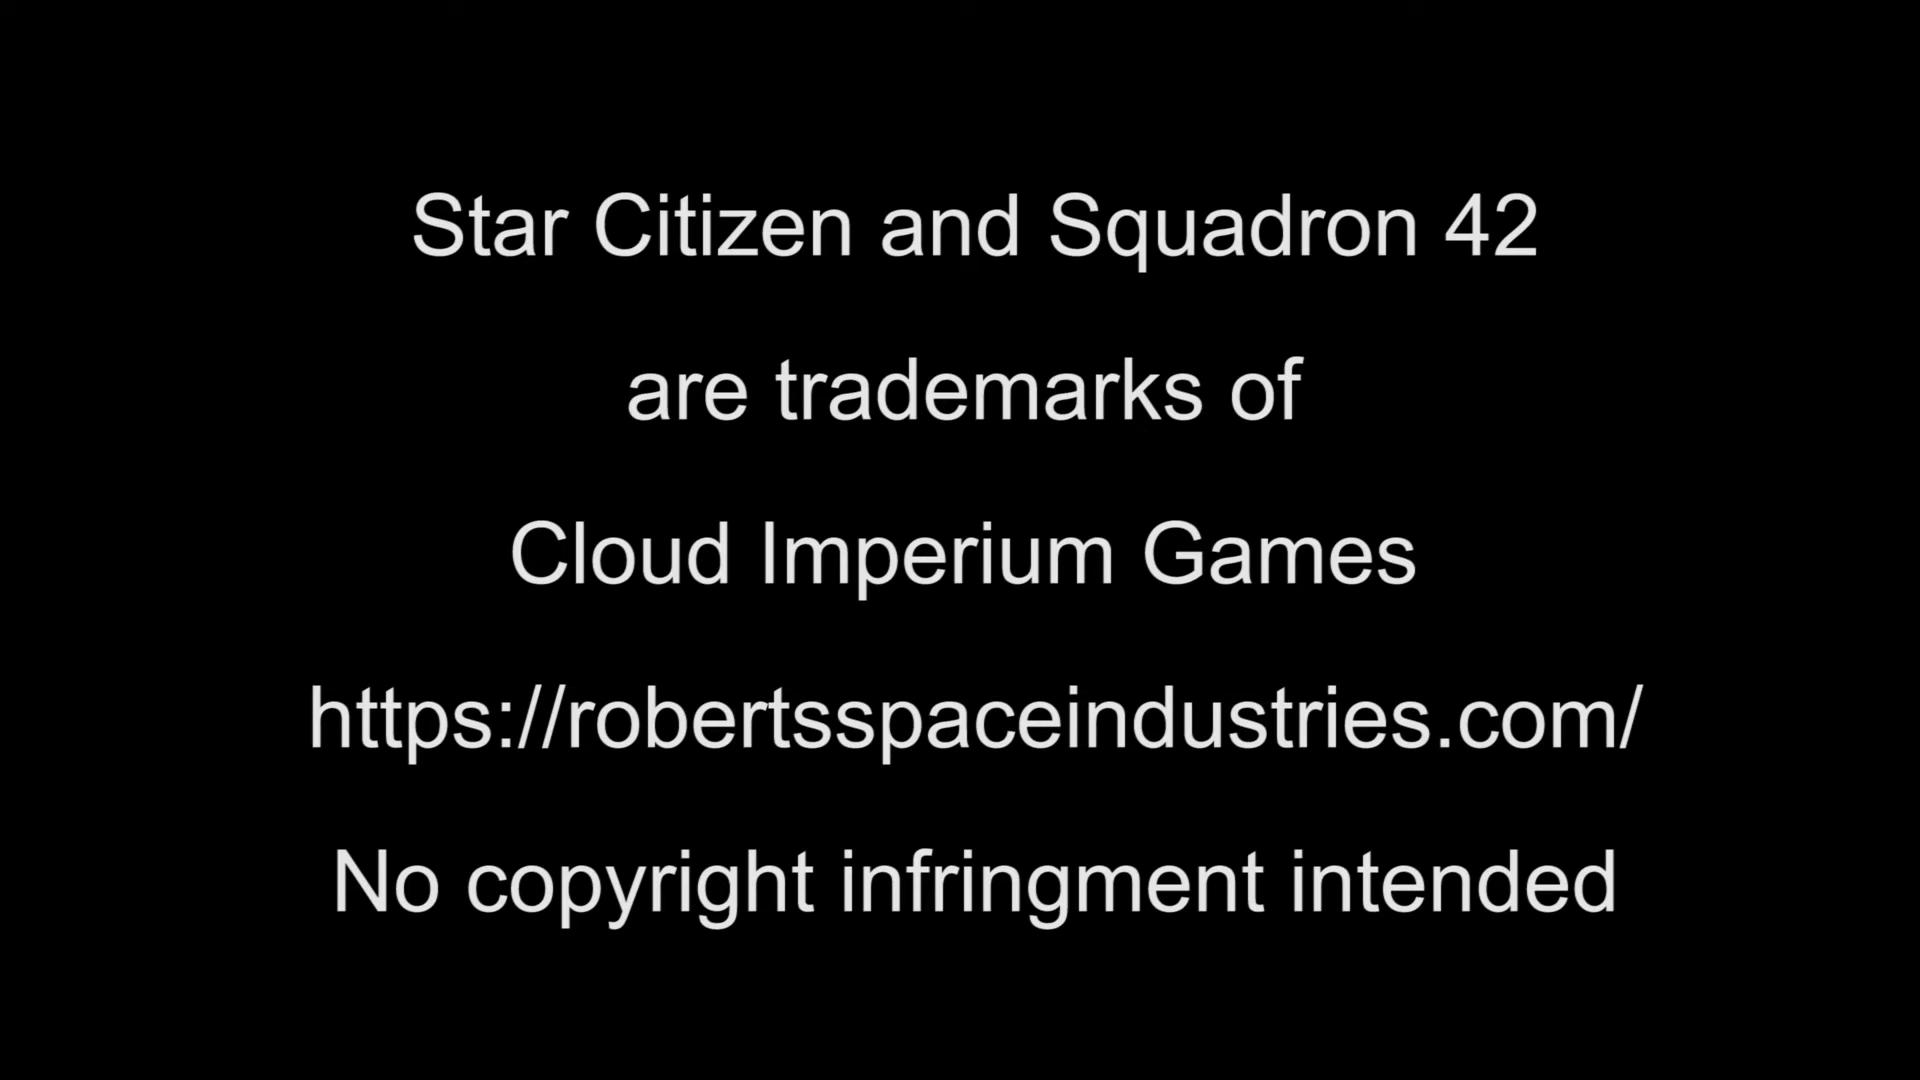 Star Citizen and Squadron 42
are trademarks of
Cloud Imperium Games
https://robertsspaceindustries.com/
No copyright infringment intended